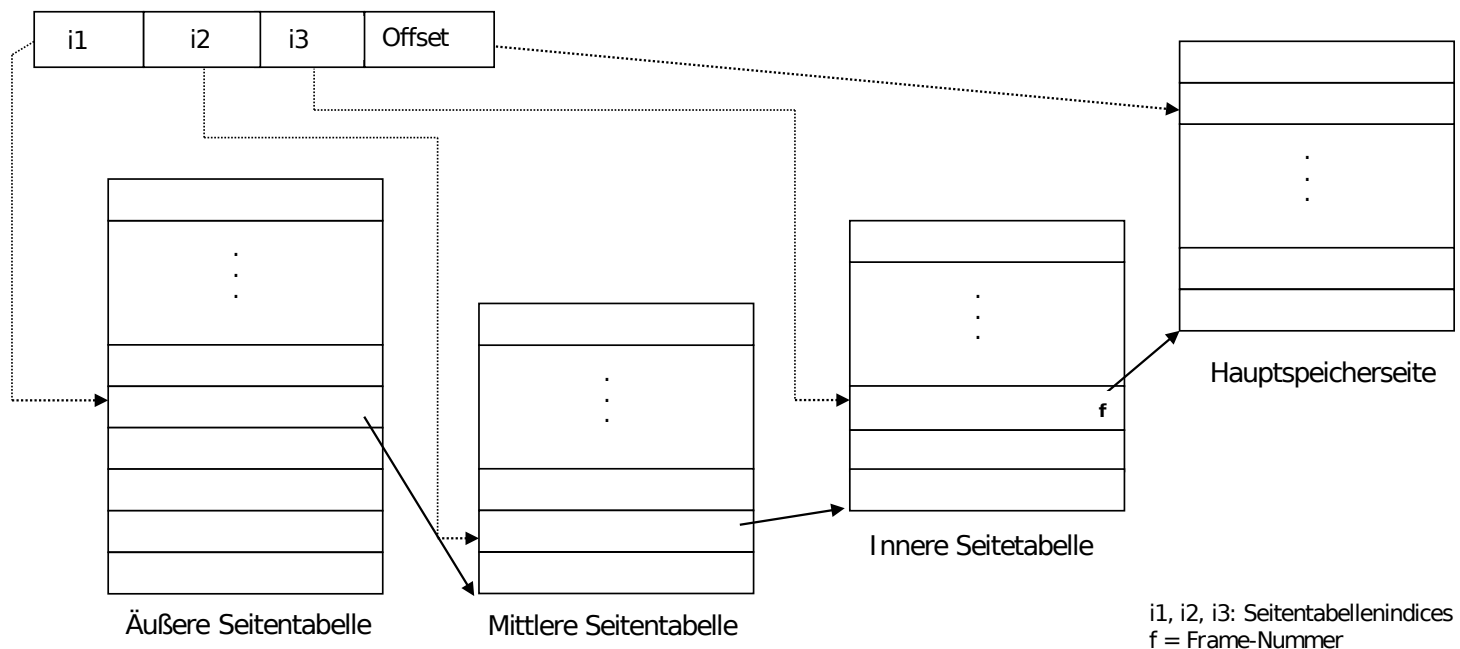 i1 i2 i3 Offset
Hauptspeicherseite
f
Innere Seitetabelle
Äußere Seitentabelle
Mittlere Seitentabelle
i1, i2, i3: Seitentabellenindices
f = Frame-Nummer